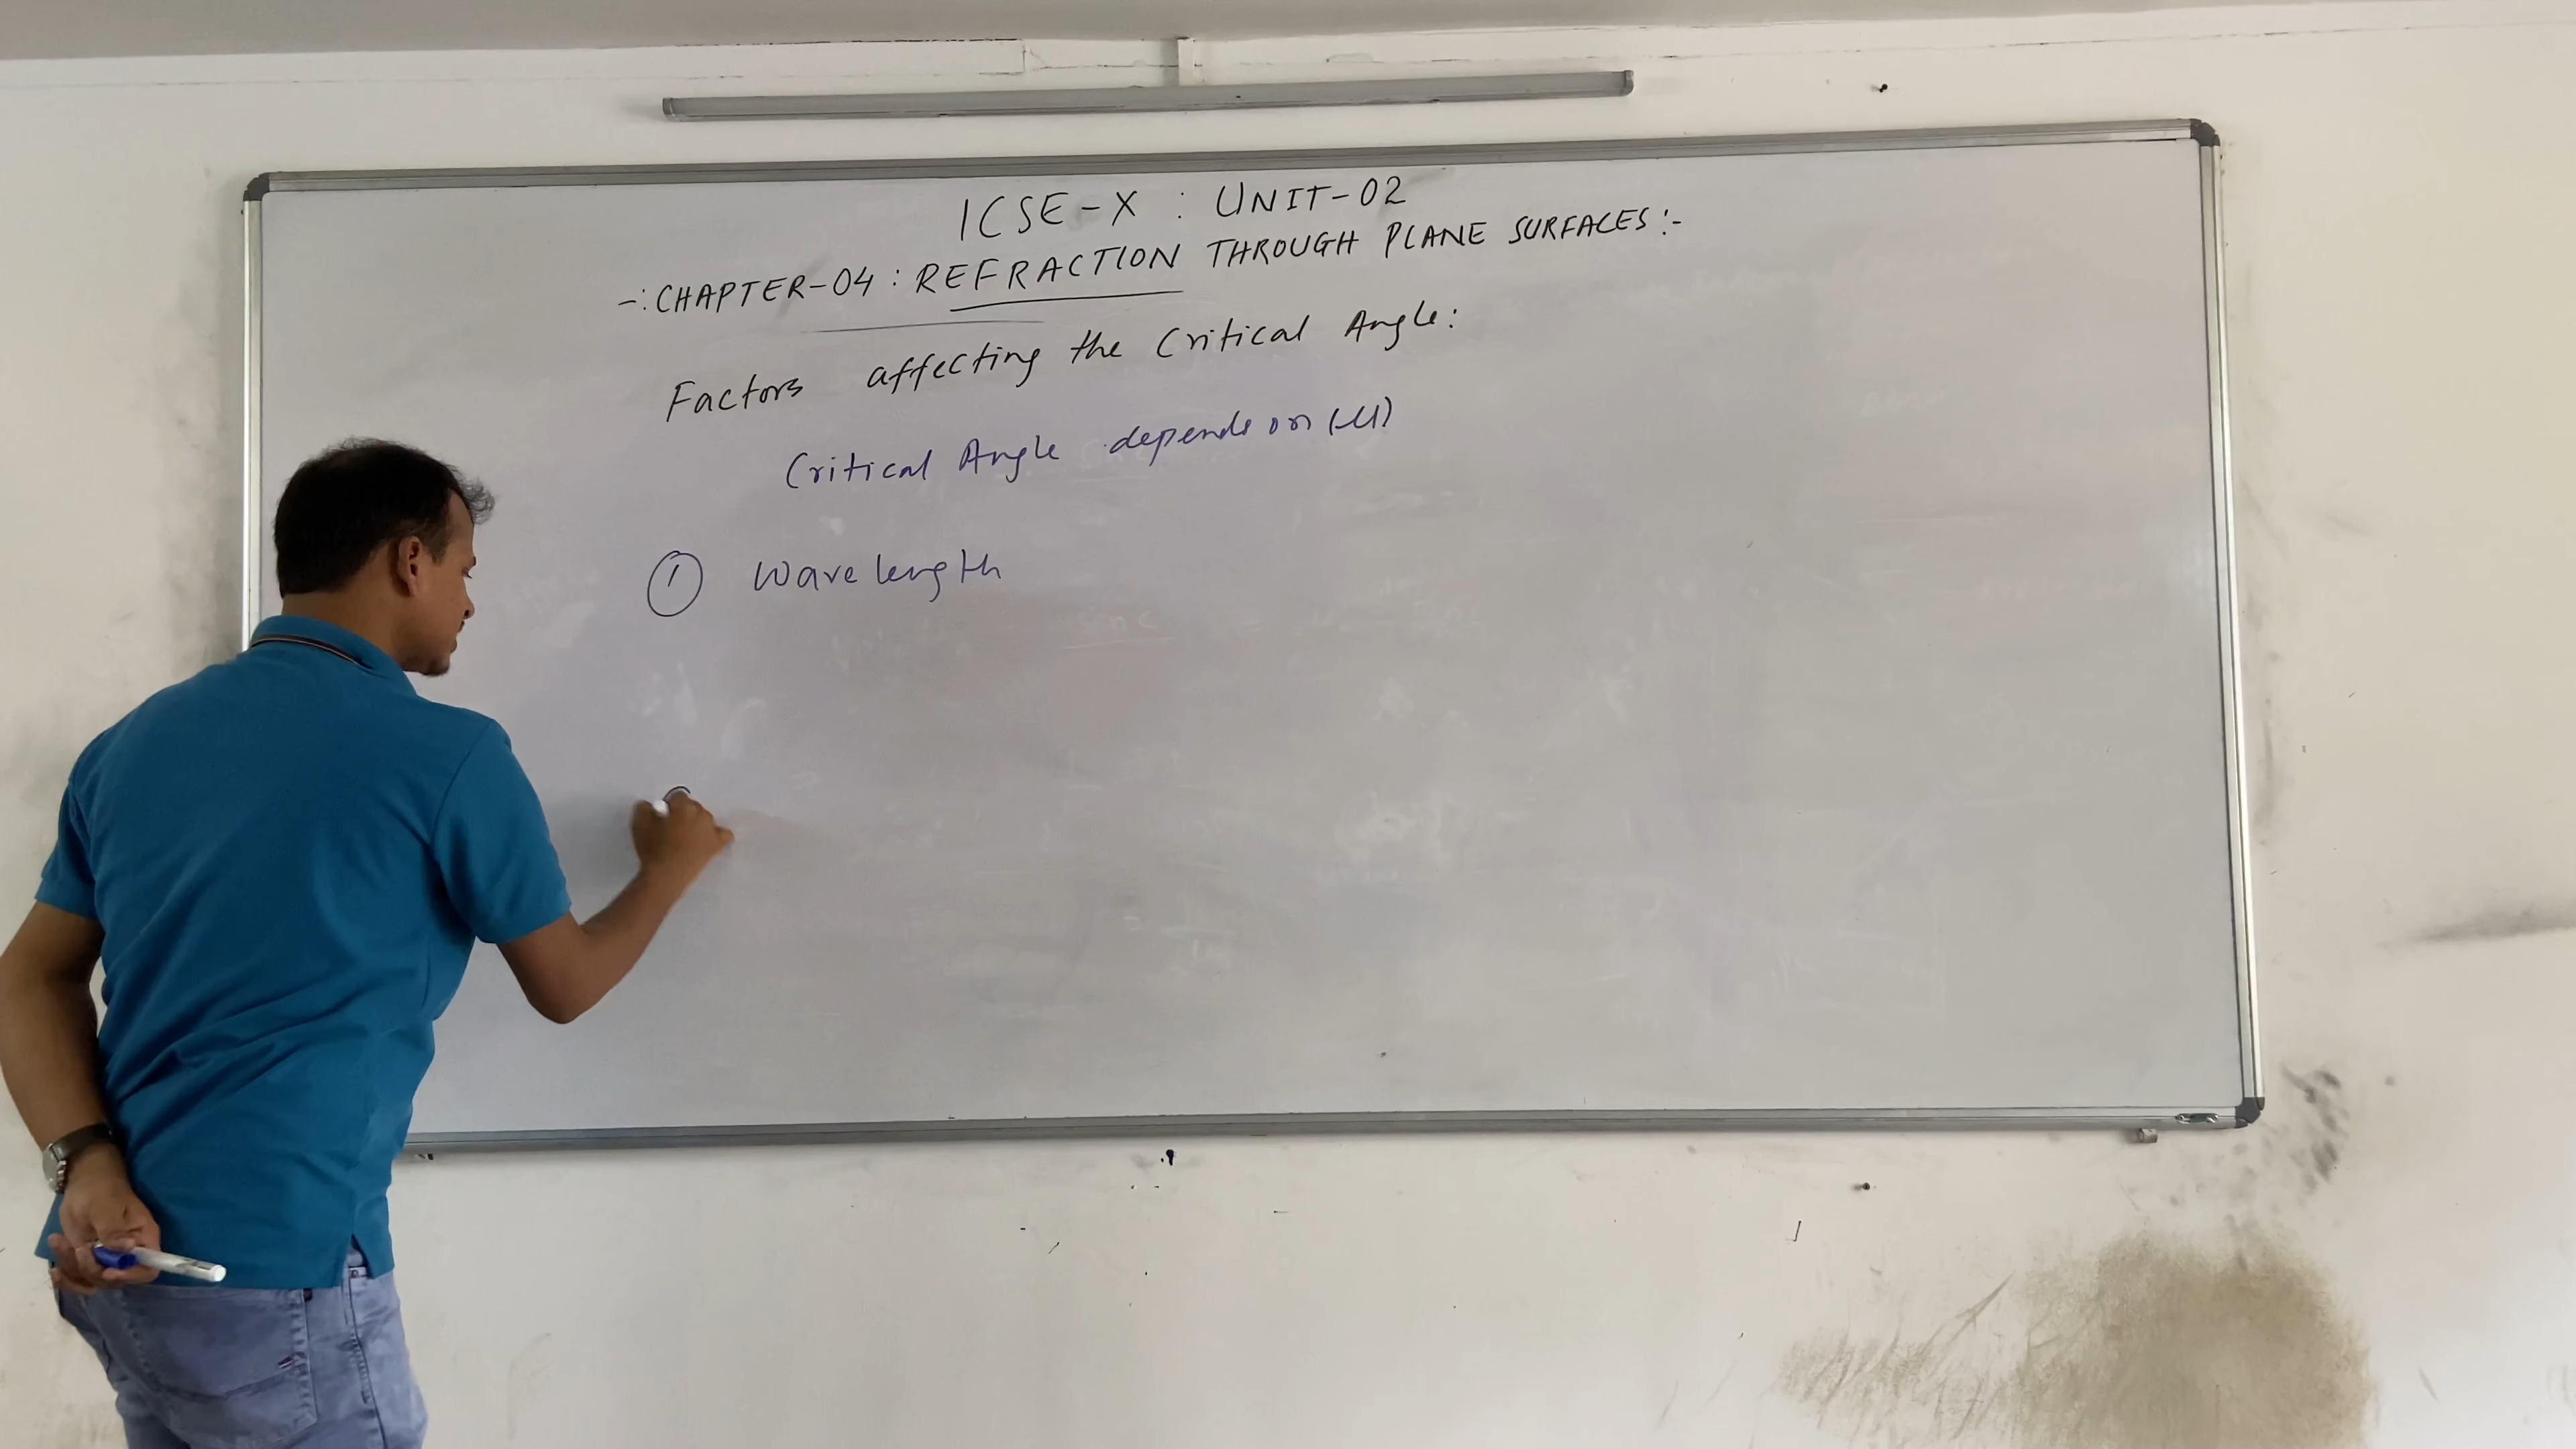 ICSE-X : UNIT-02
-: CHAPTER-04 : REFRACTION THROUGH PLANE SURFACES :-
Factors affecting the Critical Angle:
Critical Angle depends on (μ)
① Wavelength